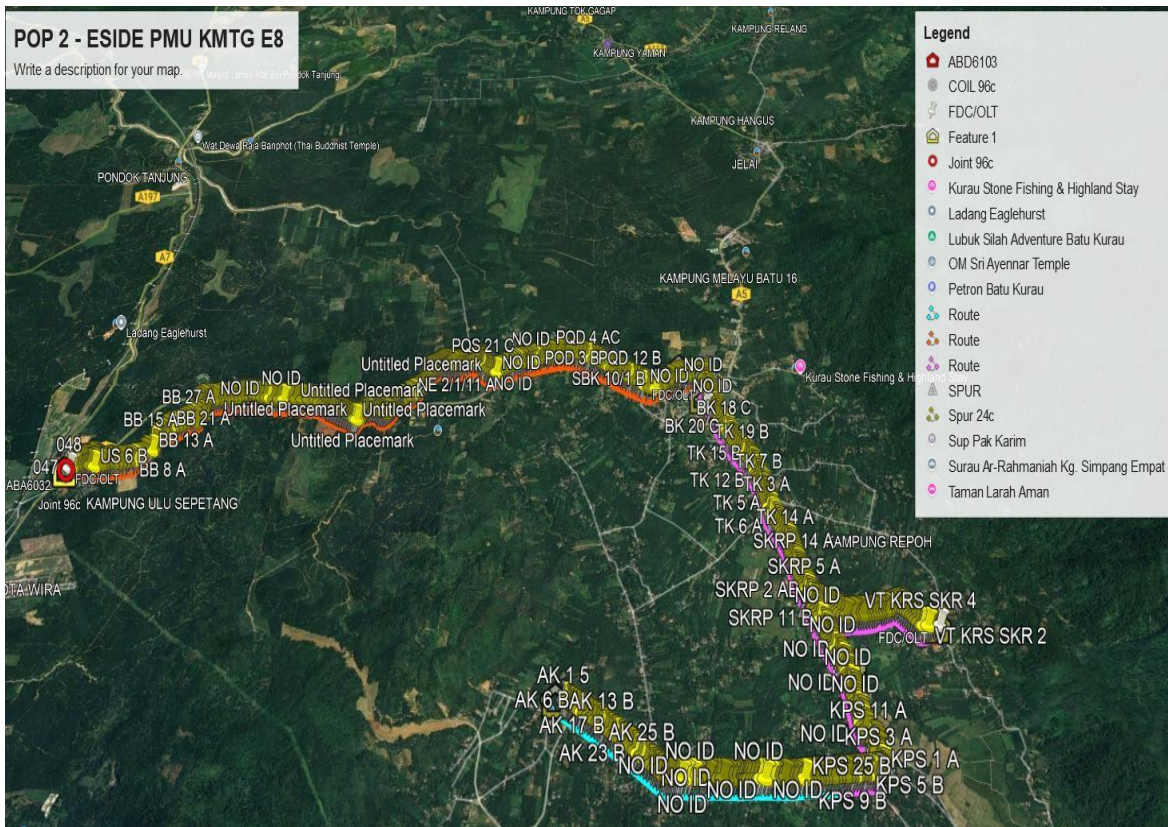 POP 2 - ESIDE PMU KMTG E8
Write a description for your map.
Legend
ABD6103
COIL 96c
FDC/OLT
Feature 1
Joint 96c
Kurau Stone Fishing & Highland Stay
Ladang Eaglehurst
Lubuk Silah Adventure Batu Kurau
OM Sri Ayennar Temple
Petron Batu Kurau
Route
Route
Route
SPUR
Spur 24c
Sup Pak Karim
Surau Ar-Rahmaniah Kg. Simpang Empat
Taman Larah Aman
KAMPUNG TOK GAGAP
A5
KAMPUNG RELANG
KAMPUNG YAMAN
Wat Dewa Raja Banphot (Thai Buddhist Temple)
KAMPUNG HANGUS
JELAI
PONDOK TANJUNG
A197
A7
KAMPUNG MELAYU BATU 16
A5
Ladang Eaglehurst
Kurau Stone Fishing & Highland
PQS 21 C
NO ID
PQD 4 AC
Untitled Placemark
NO ID
POD 3 B
PQD 12 B
NO ID
NO ID
NO ID
NE 2/1/11 A
NO ID
SBK 10/1 B
NO ID
NO ID
BB 27 A
Untitled Placemark
FDC/OLT
BB 15 A
BB 21 A
Untitled Placemark
Untitled Placemark
BK 18 C
BK 20 C
Untitled Placemark
TK 19 B
048
BB 13 A
US 6 B
TK 7 B
047
BB 8 A
TK 12 B
TK 3 A
ABA6032
FDC/OLT
TK 5 A
Joint 96c
KAMPUNG ULU SEPETANG
TK 14 A
TK 6 A
SKRP 14 A
AMPUNG REPOH
SKRP 5 A
OTA WIRA
SKRP 2 AB
NO ID
VT KRS SKR 4
SKRP 11 B
NO ID
FDC/OLT
VT KRS SKR 2
NO ID
NO ID
NO ID
NO ID
AK 1 5
AK 6 B
AK 13 B
KPS 11 A
AK 17 B
AK 25 B
NO ID
KPS 3 A
AK 23 B
NO ID
NO ID
KPS 1 A
NO ID
NO ID
KPS 25 B
KPS 5 B
NO ID
NO ID
NO ID
KPS 9 B